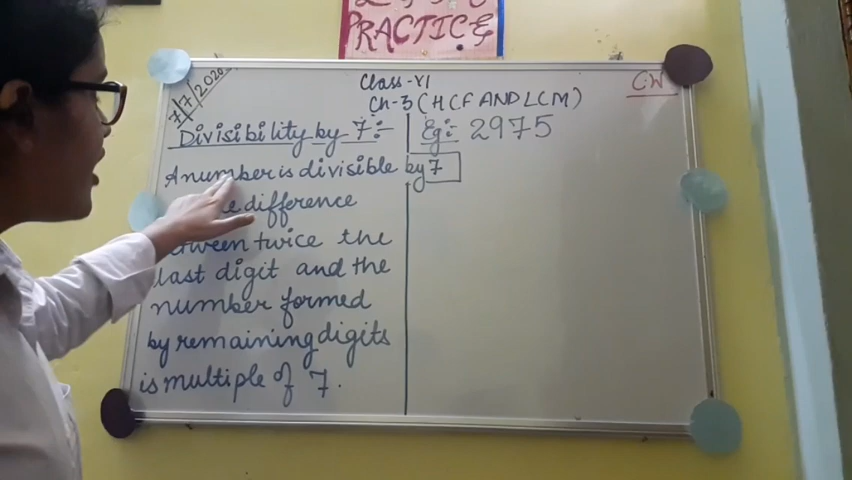 PRACTICE
7/7/2020
Class-VI
CW
Ch-3 (HCF AND LCM)
Divisibility by 7:-
A number is divisible by 7
difference
between twice the
last digit and the
number formed
by remaining digits
is multiple of 7.
Eg:- 2975